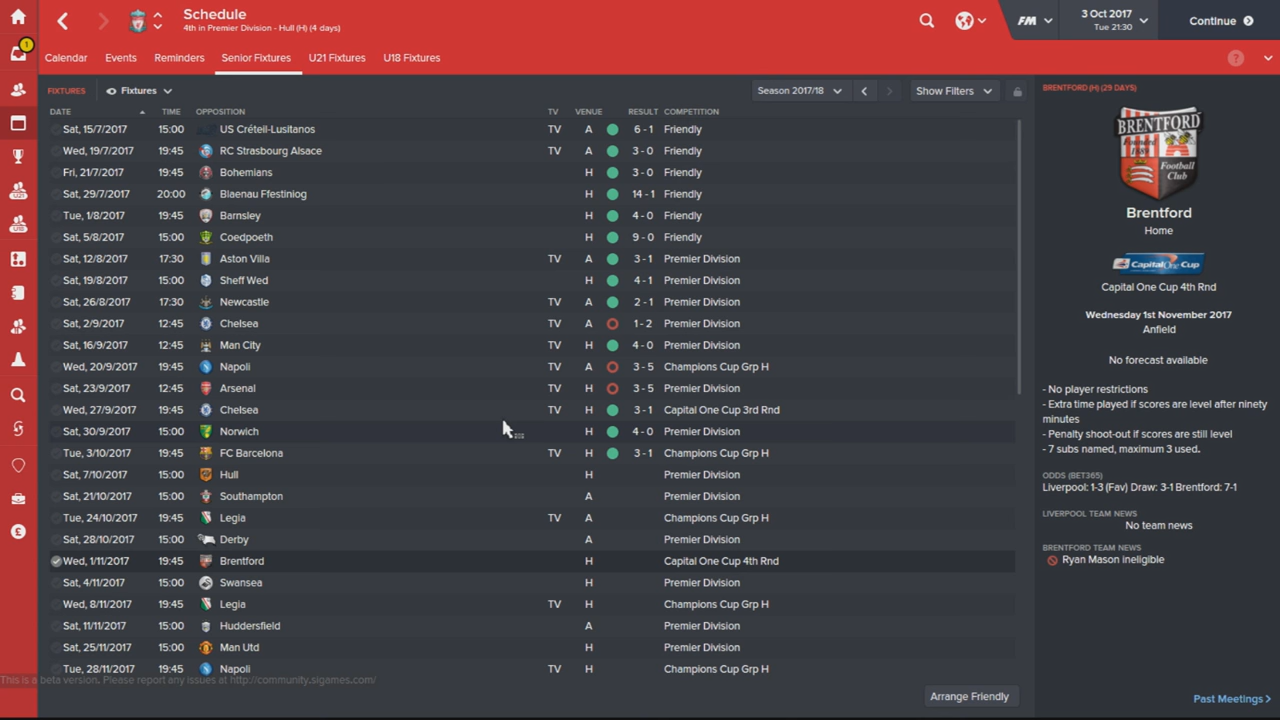 Schedule
4th in Premier Division - Hull (H) (4 days)
FM
3 Oct 2017
Tue 21:30
Continue
1
Calendar Events Reminders Senior Fixtures U21 Fixtures U18 Fixtures
?
FIXTURES Fixtures Season 2017/18 Show Filters
DATE TIME OPPOSITION TV VENUE RESULT COMPETITION
Sat, 15/7/2017 15:00 US Créteil-Lusitanos TV A 6 - 1 Friendly
Wed, 19/7/2017 19:45 RC Strasbourg Alsace TV A 3 - 0 Friendly
Fri, 21/7/2017 19:45 Bohemians H 3 - 0 Friendly
Sat, 29/7/2017 20:00 Blaenau Ffestiniog H 14 - 1 Friendly
Tue, 1/8/2017 19:45 Barnsley H 4 - 0 Friendly
Sat, 5/8/2017 15:00 Coedpoeth H 9 - 0 Friendly
Sat, 12/8/2017 17:30 Aston Villa TV A 3 - 1 Premier Division
Sat, 19/8/2017 15:00 Sheff Wed H 4 - 1 Premier Division
Sat, 26/8/2017 17:30 Newcastle TV A 2 - 1 Premier Division
Sat, 2/9/2017 12:45 Chelsea TV A 1 - 2 Premier Division
Sat, 16/9/2017 12:45 Man City TV H 4 - 0 Premier Division
Wed, 20/9/2017 19:45 Napoli TV A 3 - 5 Champions Cup Grp H
Sat, 23/9/2017 12:45 Arsenal TV H 3 - 5 Premier Division
Wed, 27/9/2017 19:45 Chelsea TV H 3 - 1 Capital One Cup 3rd Rnd
Sat, 30/9/2017 15:00 Norwich H 4 - 0 Premier Division
Tue, 3/10/2017 19:45 FC Barcelona TV H 3 - 1 Champions Cup Grp H
Sat, 7/10/2017 15:00 Hull H Premier Division
Sat, 21/10/2017 15:00 Southampton A Premier Division
Tue, 24/10/2017 19:45 Legia TV A Champions Cup Grp H
Sat, 28/10/2017 15:00 Derby A Premier Division
Wed, 1/11/2017 19:45 Brentford H Capital One Cup 4th Rnd
Sat, 4/11/2017 15:00 Swansea H Premier Division
Wed, 8/11/2017 19:45 Legia TV H Champions Cup Grp H
Sat, 11/11/2017 15:00 Huddersfield A Premier Division
Sat, 25/11/2017 15:00 Man Utd H Premier Division
Tue, 28/11/2017 19:45 Napoli TV H Champions Cup Grp H
This is a beta version. Please report any issues at http://community.sigames.com/
Arrange Friendly
BRENTFORD (H) (29 DAYS)
BRENTFORD
Founded
1889
Football
Club
Brentford
Home
Capital One Cup
Capital One Cup 4th Rnd
Wednesday 1st November 2017
Anfield
No forecast available
- No player restrictions
- Extra time played if scores are level after ninety
minutes
- Penalty shoot-out if scores are still level
- 7 subs named, maximum 3 used.
ODDS (BET365)
Liverpool: 1-3 (Fav) Draw: 3-1 Brentford: 7-1
LIVERPOOL TEAM NEWS
No team news
BRENTFORD TEAM NEWS
Ryan Mason ineligible
Past Meetings >